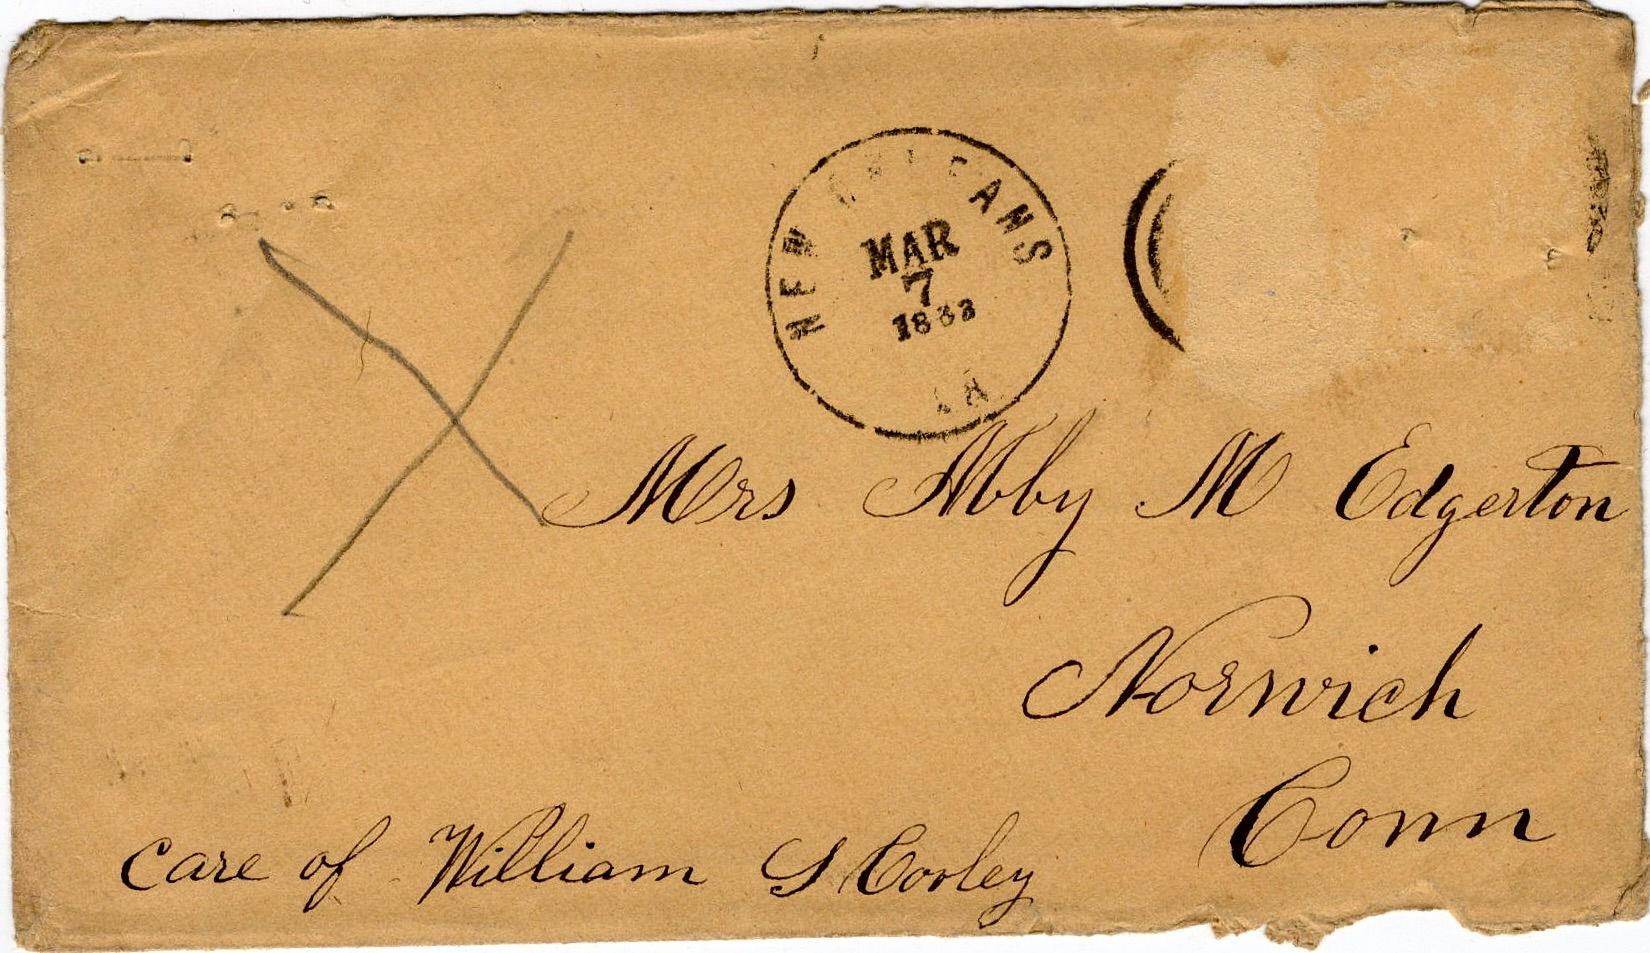 NEW ORLEANS
MAR
7
LA
Mrs Abby M Edgerton
Norwich
Conn
care of William S Corley